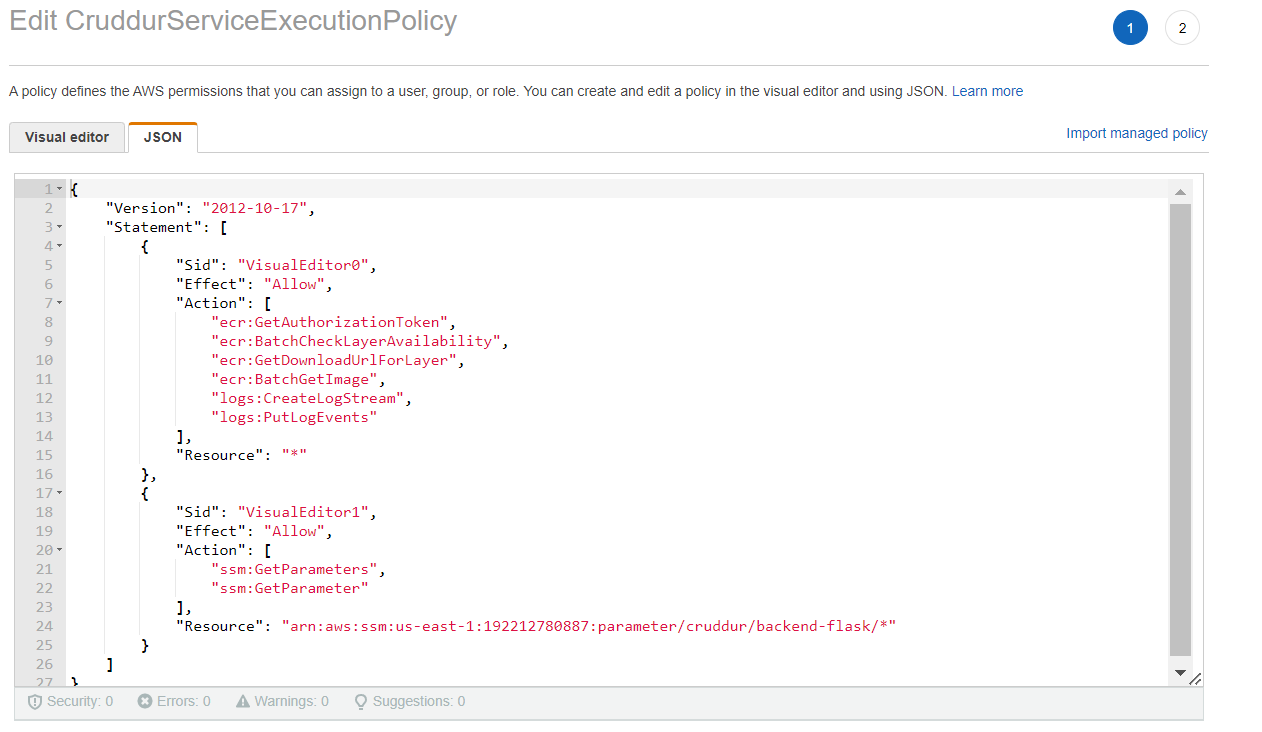 Edit CruddurServiceExecutionPolicy
1
2
A policy defines the AWS permissions that you can assign to a user, group, or role. You can create and edit a policy in the visual editor and using JSON. Learn more
Visual editor
JSON
Import managed policy
1 {
2 "Version": "2012-10-17",
3 "Statement": [
4 {
5 "Sid": "VisualEditor0",
6 "Effect": "Allow",
7 "Action": [
8 "ecr:GetAuthorizationToken",
9 "ecr:BatchCheckLayerAvailability",
10 "ecr:GetDownloadUrlForLayer",
11 "ecr:BatchGetImage",
12 "logs:CreateLogStream",
13 "logs:PutLogEvents"
14 ],
15 "Resource": "*"
16 },
17 {
18 "Sid": "VisualEditor1",
19 "Effect": "Allow",
20 "Action": [
21 "ssm:GetParameters",
22 "ssm:GetParameter"
23 ],
24 "Resource": "arn:aws:ssm:us-east-1:192212780887:parameter/cruddur/backend-flask/*"
25 }
26 ]
27 }
Security: 0
Errors: 0
Warnings: 0
Suggestions: 0